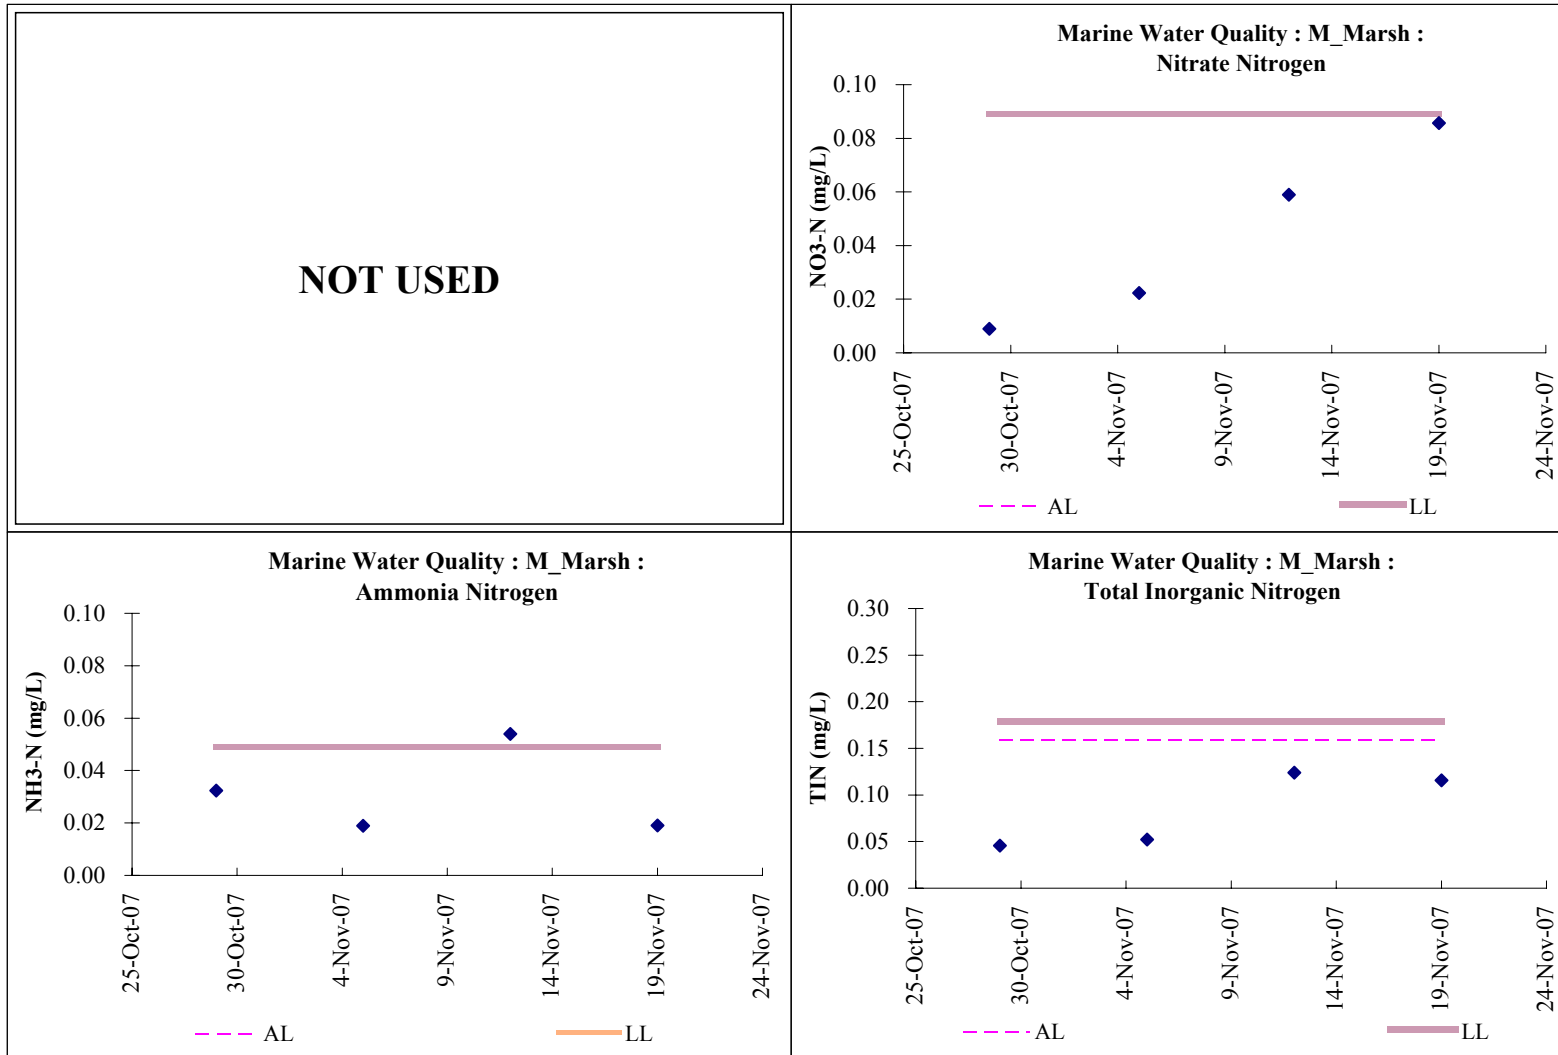 NOT USED
Marine Water Quality : M_Marsh :
Nitrate Nitrogen
NO3-N (mg/L)
0.10
0.08
0.06
0.04
0.02
0.00
25-Oct-07
30-Oct-07
4-Nov-07
9-Nov-07
14-Nov-07
19-Nov-07
24-Nov-07
AL
LL
Marine Water Quality : M_Marsh :
Ammonia Nitrogen
NH3-N (mg/L)
0.10
0.08
0.06
0.04
0.02
0.00
25-Oct-07
30-Oct-07
4-Nov-07
9-Nov-07
14-Nov-07
19-Nov-07
24-Nov-07
AL
LL
Marine Water Quality : M_Marsh :
Total Inorganic Nitrogen
TIN (mg/L)
0.30
0.25
0.20
0.15
0.10
0.05
0.00
25-Oct-07
30-Oct-07
4-Nov-07
9-Nov-07
14-Nov-07
19-Nov-07
24-Nov-07
AL
LL